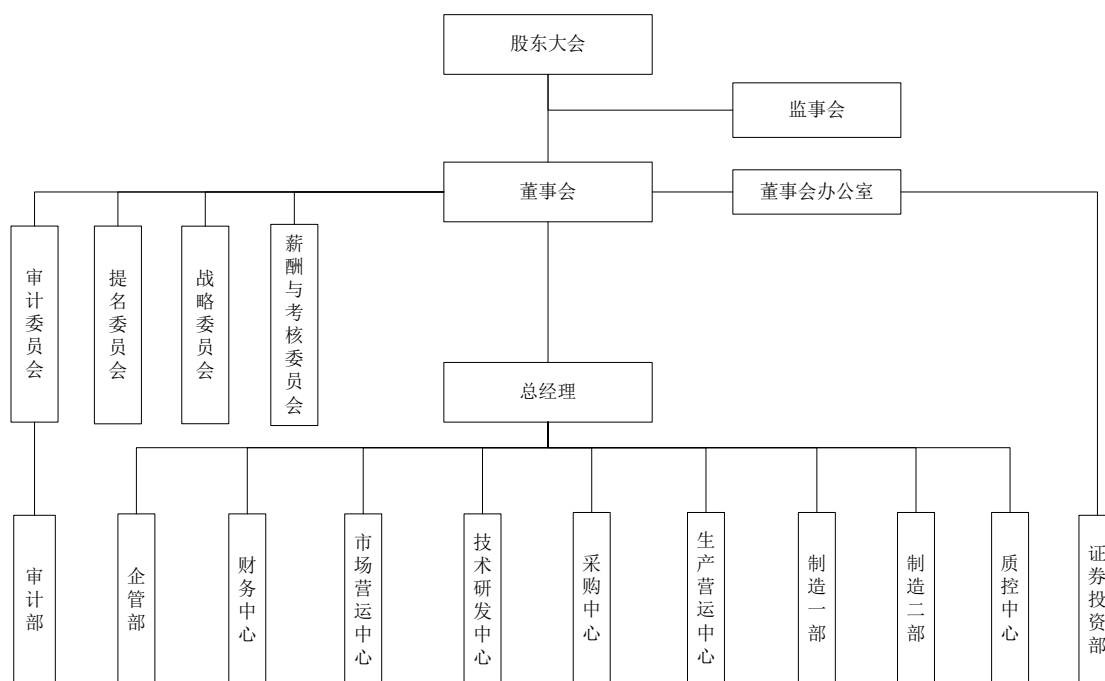 股东大会
监事会
董事会
董事会办公室
审计委员会
提名委员会
战略委员会
薪酬与考核委员会
总经理
审计部
企管部
财务中心
市场营运中心
技术研发中心
采购中心
生产营运中心
制造一部
制造二部
质控中心
证券投资部